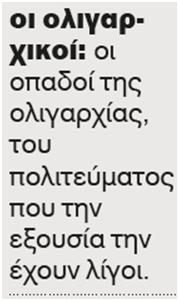 οι ολιγαρ-
χικοί: οι
οπαδοί της
ολιγαρχίας,
του
πολιτεύματος
που την
εξουσία την
έχουν λίγοι.